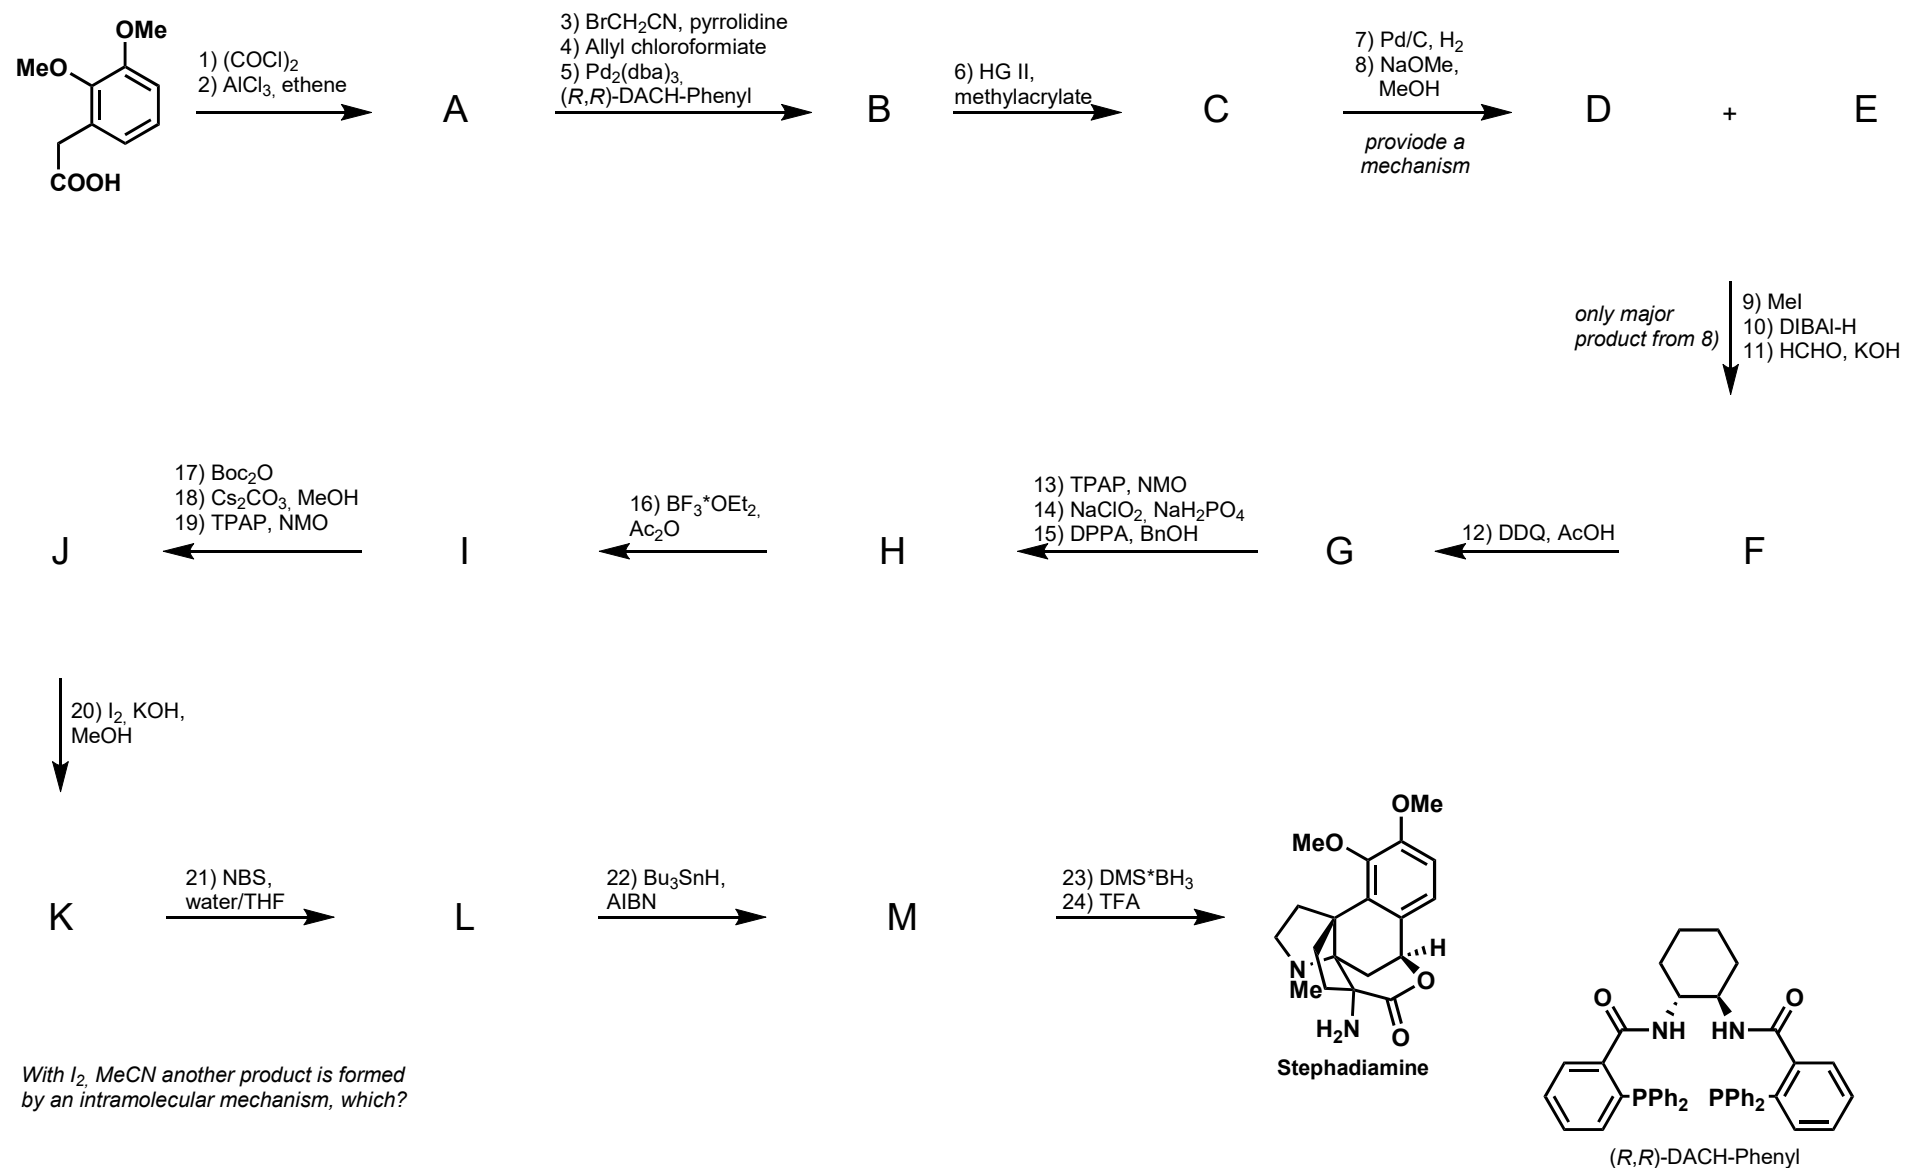 OMe
MeO
COOH
1) (COCl)2
2) AlCl3, ethene
A
3) BrCH2CN, pyrrolidine
4) Allyl chloroformiate
5) Pd2(dba)3,
(R,R)-DACH-Phenyl
B
6) HG II,
methylacrylate
C
7) Pd/C, H2
8) NaOMe,
MeOH
proviode a
mechanism
D
+
E
only major
product from 8)
9) MeI
10) DIBAl-H
11) HCHO, KOH
J
17) Boc2O
18) Cs2CO3, MeOH
19) TPAP, NMO
I
16) BF3*OEt2,
Ac2O
H
13) TPAP, NMO
14) NaClO2, NaH2PO4
15) DPPA, BnOH
G
12) DDQ, AcOH
F
20) I2, KOH,
MeOH
K
21) NBS,
water/THF
L
22) Bu3SnH,
AIBN
M
23) DMS*BH3
24) TFA
OMe
MeO
H
N
Me
O
H2N
O
Stephadiamine
O
NH
HN
O
PPh2
PPh2
(R,R)-DACH-Phenyl
With I2, MeCN another product is formed
by an intramolecular mechanism, which?